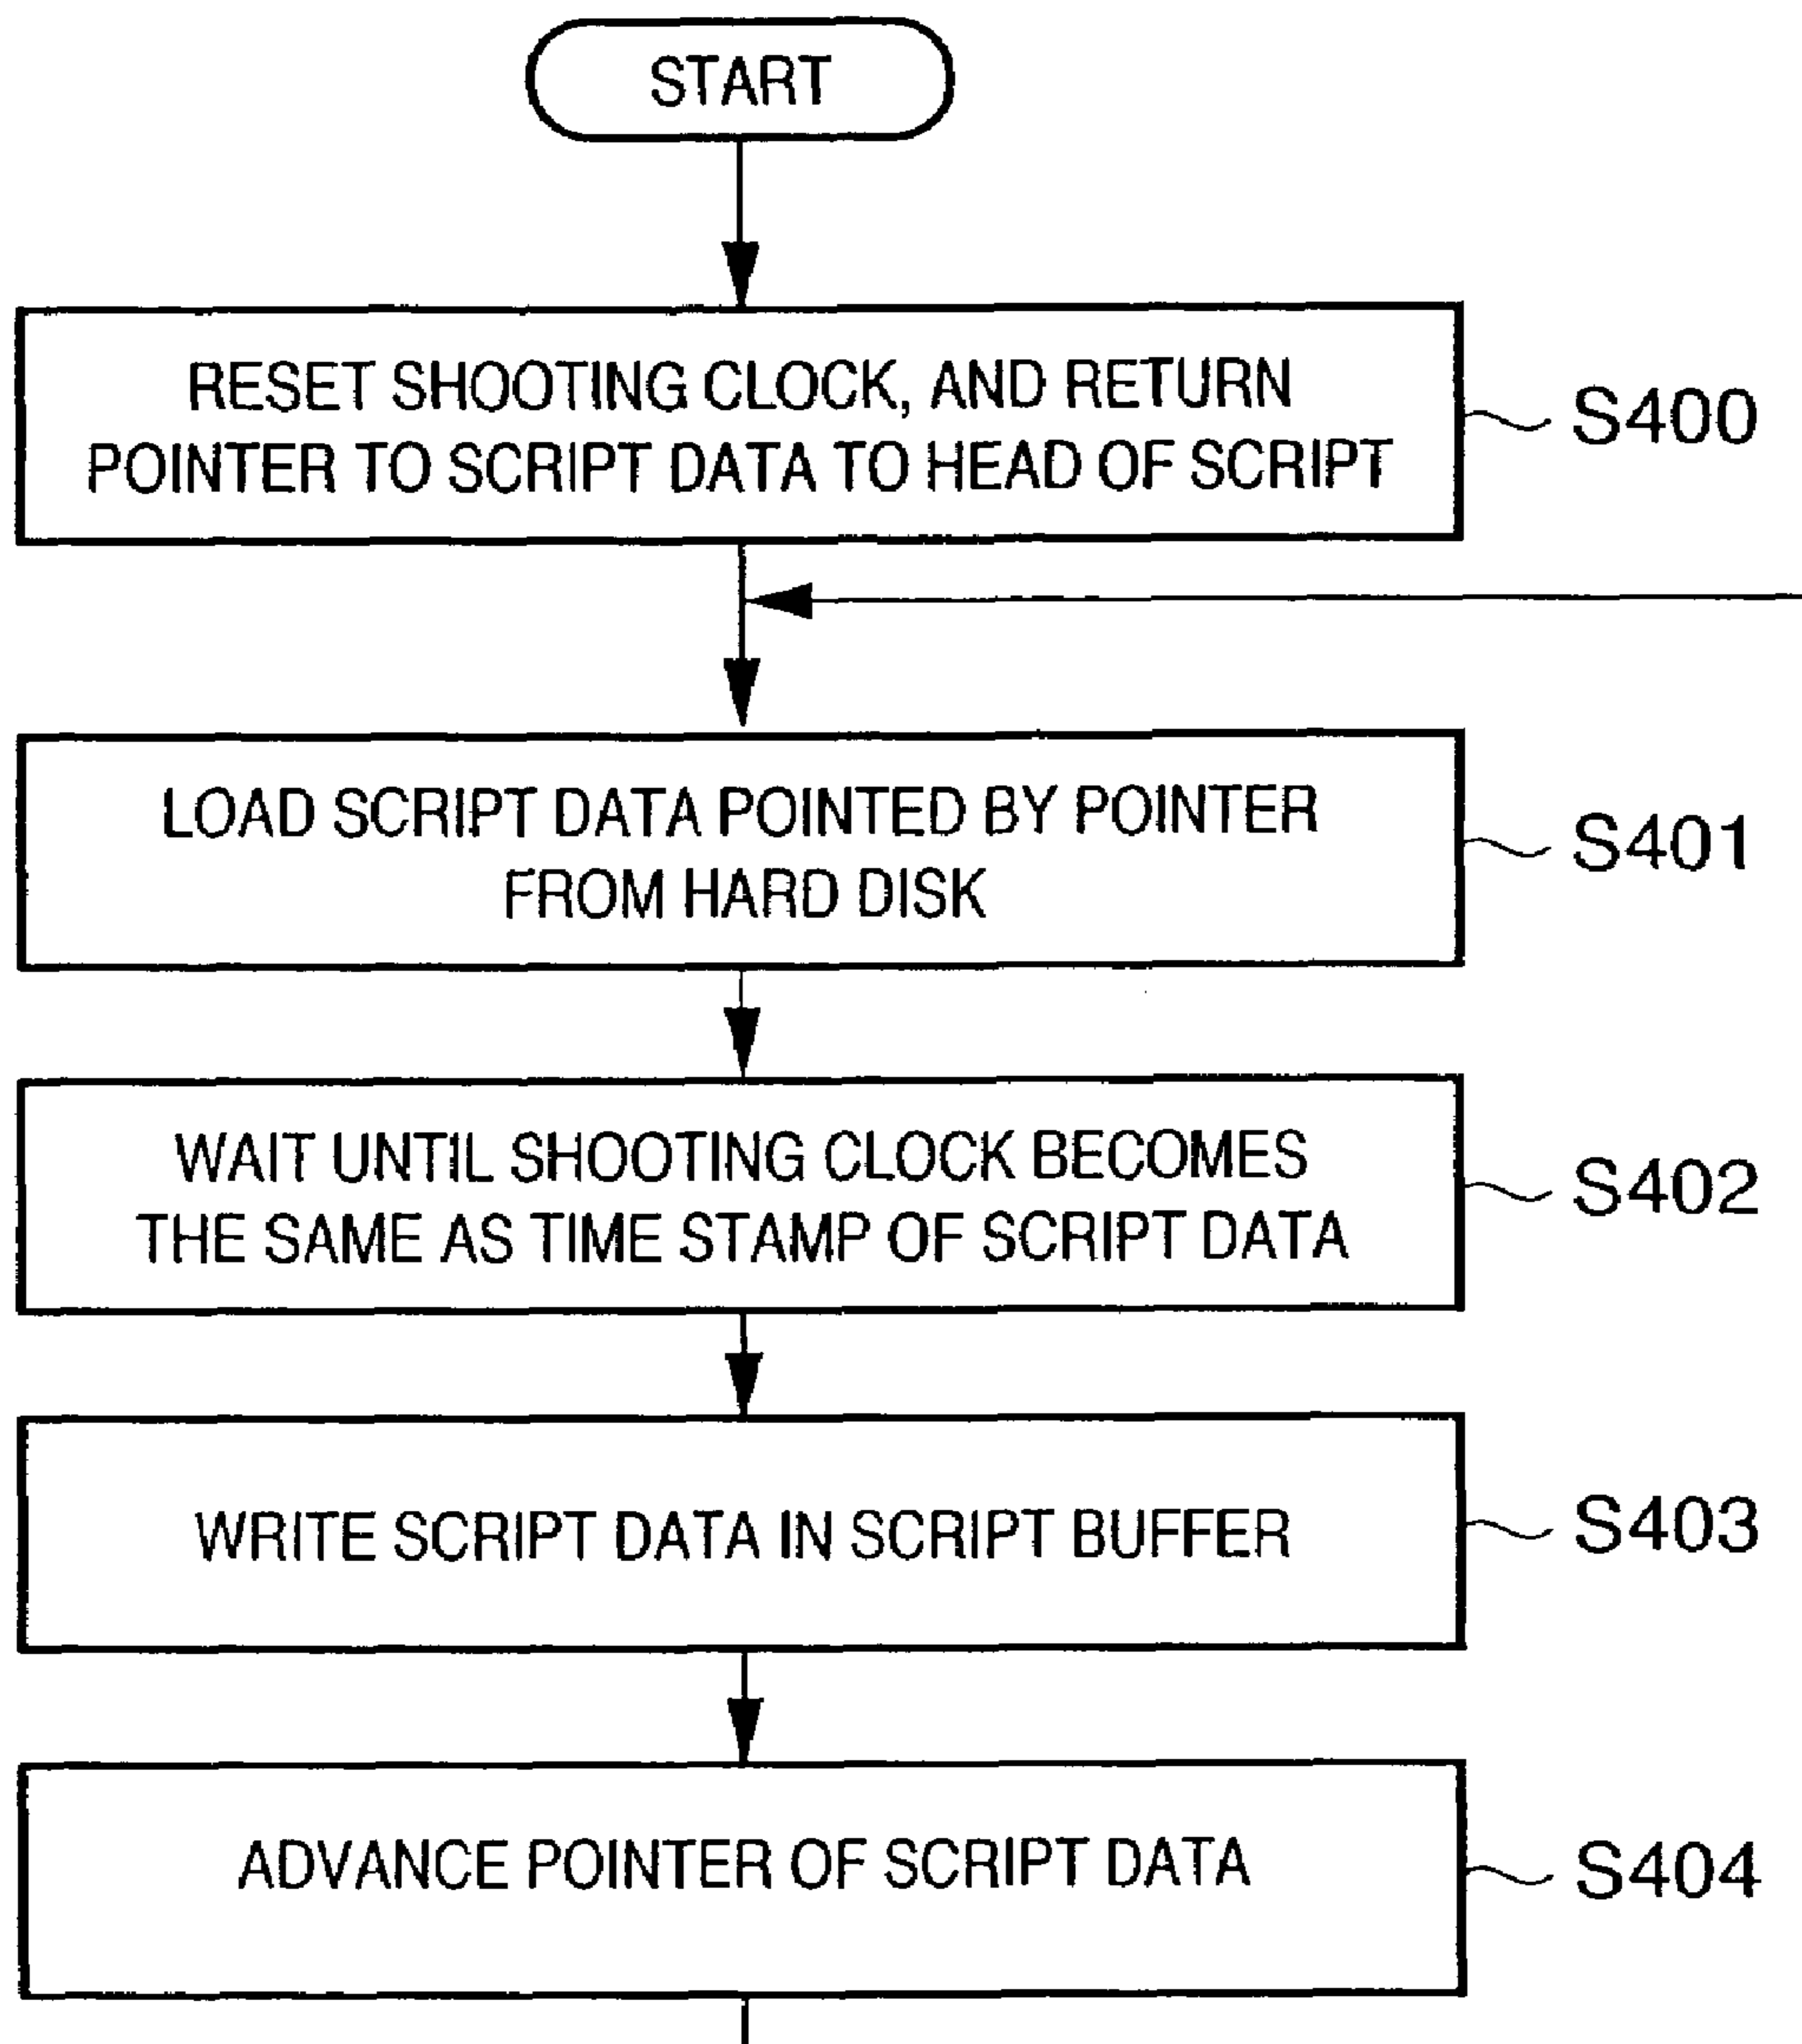 START
RESET SHOOTING CLOCK, AND RETURN
POINTER TO SCRIPT DATA TO HEAD OF SCRIPT
S400
LOAD SCRIPT DATA POINTED BY POINTER
FROM HARD DISK
S401
WAIT UNTIL SHOOTING CLOCK BECOMES
THE SAME AS TIME STAMP OF SCRIPT DATA
S402
WRITE SCRIPT DATA IN SCRIPT BUFFER
S403
ADVANCE POINTER OF SCRIPT DATA
S404